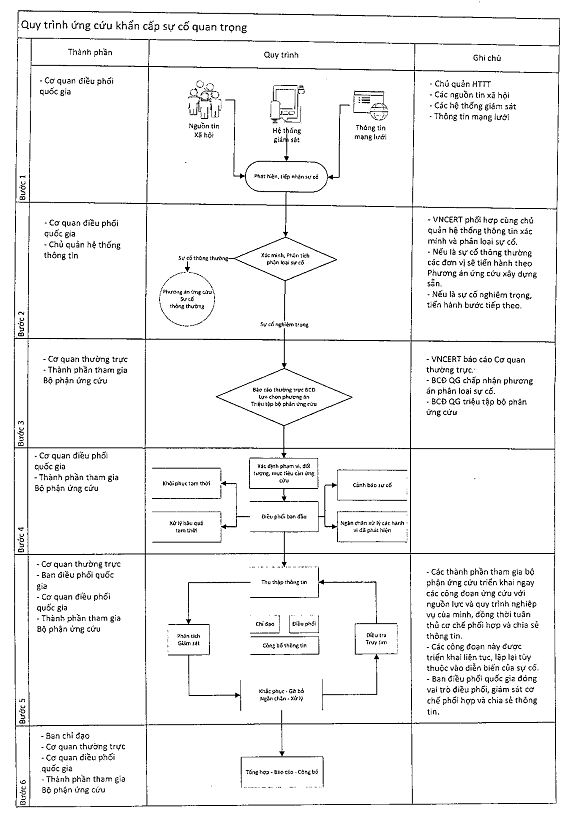 Quy trình ứng cứu khẩn cấp sự cố quan trọng
Thành phần
Quy trình
Ghi chú
Bước 1
- Cơ quan điều phối
quốc gia
Nguồn tin
Xã hội
Hệ thống
giám sát
Thông tin
mạng lưới
Phát hiện, tiếp nhận sự cố
- Chủ quản HTTT
- Các nguồn tin xã hội
- Các hệ thống giám sát
- Thông tin mạng lưới
Bước 2
- Cơ quan điều phối
quốc gia
- Chủ quản hệ thống
thông tin
Xác minh, Phân tích
phân loại sự cố
Sự cố thông thường
Phương án ứng cứu
Sự cố
thông thường
Sự cố nghiêm trọng
- VNCERT phối hợp cùng chủ
quản hệ thống thông tin xác
minh và phân loại sự cố.
- Nếu là sự cố thông thường
các đơn vị sẽ tiến hành theo
Phương án ứng cứu xây dựng
sẵn.
- Nếu là sự cố nghiêm trọng,
tiến hành bước tiếp theo.
Bước 3
- Cơ quan thường trực
- Thành phần tham gia
Bộ phận ứng cứu
Báo cáo thường trực BCĐ
Lựa chọn phương án
Triệu tập bộ phận ứng cứu
- VNCERT báo cáo Cơ quan
thường trực.
- BCĐ QG chấp nhận phương
án phân loại sự cố.
- BCĐ QG triệu tập bộ phận
ứng cứu
Bước 4
- Cơ quan điều phối
quốc gia
- Thành phần tham gia
Bộ phận ứng cứu
Xác định phạm vi, đối
tượng, mục tiêu cần ứng
cứu
Khôi phục tạm thời
Cảnh báo sự cố
Xử lý hậu quả
tạm thời
Điều phối ban đầu
Ngăn chặn xử lý các hành
vi đã phát hiện
Bước 5
- Cơ quan thường trực
- Ban điều phối quốc
gia
- Cơ quan điều phối
quốc gia
- Thành phần tham gia
Bộ phận ứng cứu
Thu thập thông tin
Chỉ đạo
Điều phối
Công bố thông tin
Phân tích
Giám sát
Điều tra
Truy tìm
Khắc phục - Gỡ bỏ
Ngăn chặn - Xử lý
- Các thành phần tham gia bộ
phận ứng cứu triển khai ngay
các công đoạn ứng cứu với
nguồn lực và quy trình nghiệp
vụ của mình, đồng thời tuân
thủ cơ chế phối hợp và chia sẻ
thông tin.
- Các công đoạn này được
triển khai liên tục, lặp lại tùy
thuộc vào diễn biến của sự cố.
- Ban điều phối quốc gia đóng
vai trò điều phối, giám sát cơ
chế phối hợp và chia sẻ thông
tin.
Bước 6
- Ban chỉ đạo
- Cơ quan thường trực
- Cơ quan điều phối
quốc gia
- Thành phần tham gia
Bộ phận ứng cứu
Tổng hợp - Báo cáo - Công bố